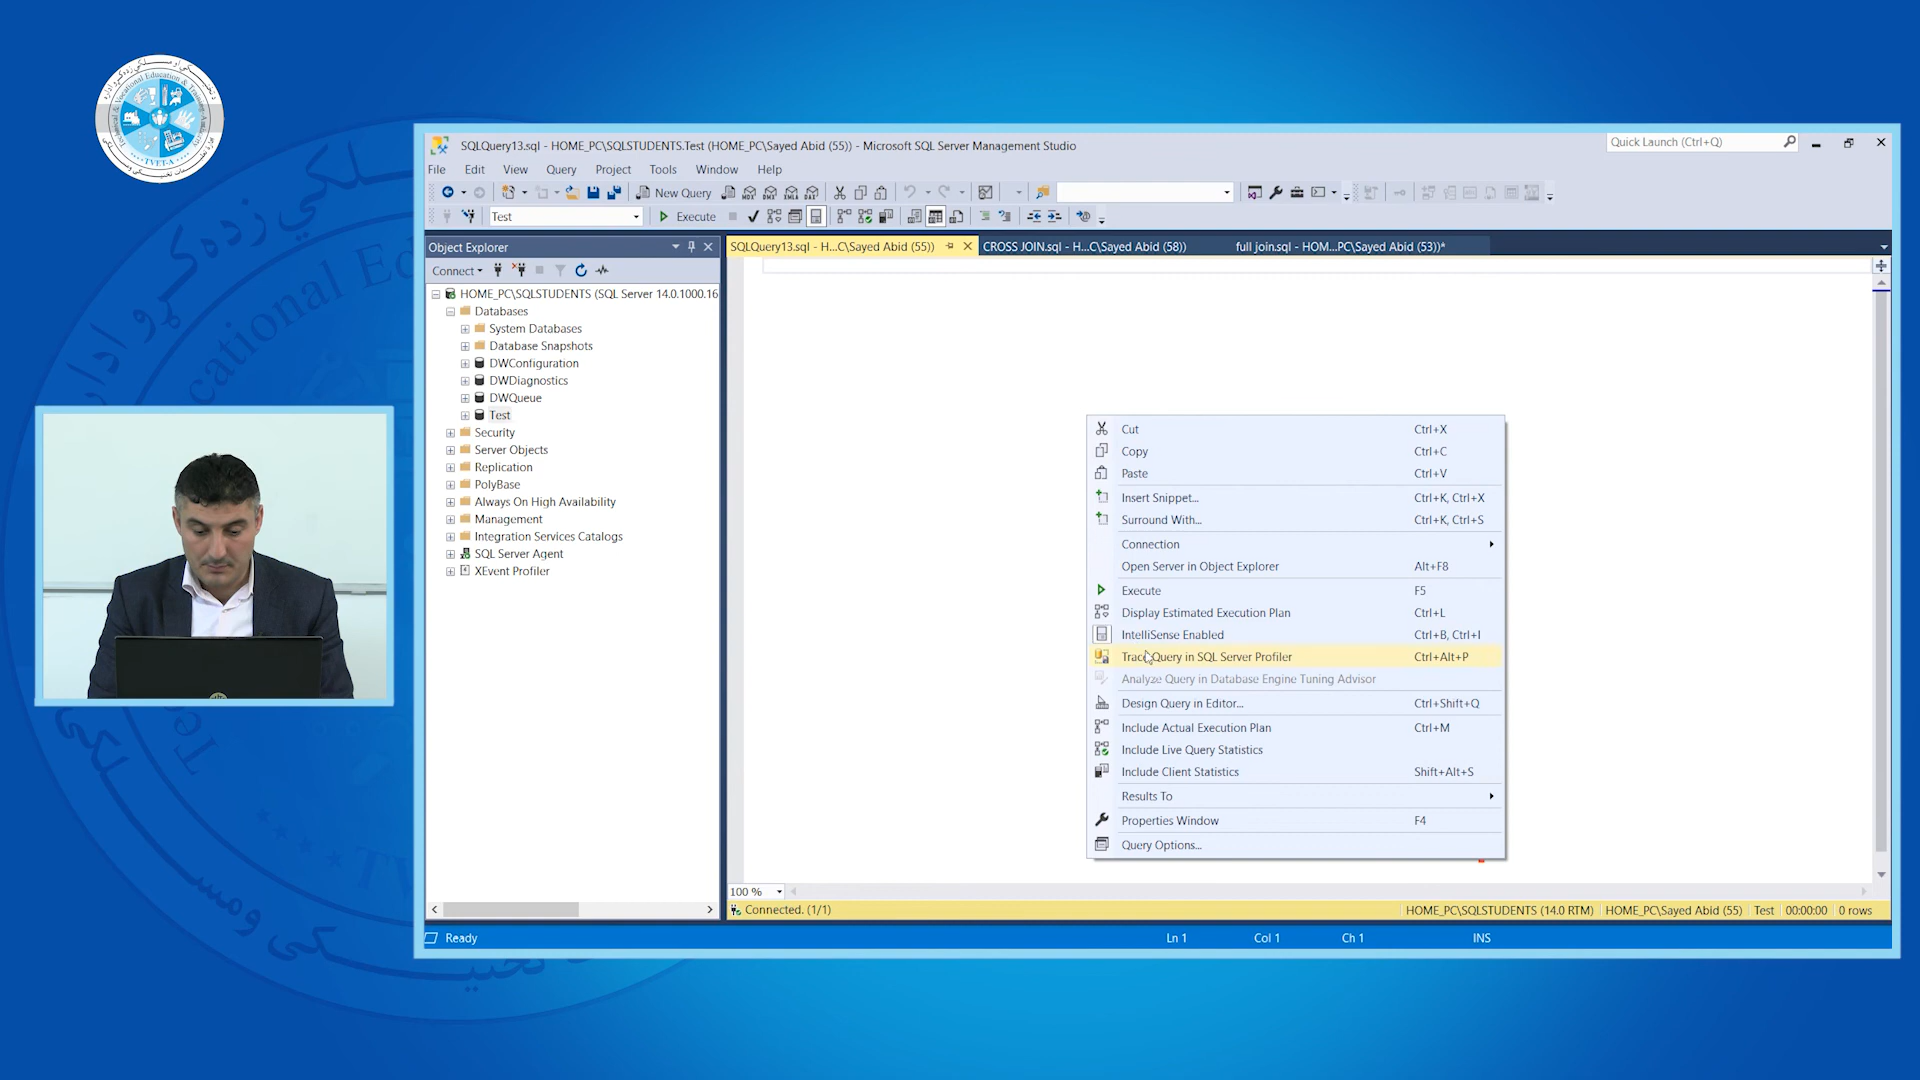 Technical & Vocational Education & Training Authority
TVET-A
SQLQuery13.sql - HOME_PC\SQLSTUDENTS.Test (HOME_PC\Sayed Abid (55)) - Microsoft SQL Server Management Studio
Quick Launch (Ctrl+Q)
File Edit View Query Project Tools Window Help
New Query
Test
Execute
Object Explorer
SQLQuery13.sql - H...C\Sayed Abid (55))
CROSS JOIN.sql - H...C\Sayed Abid (58))
full join.sql - HOM...PC\Sayed Abid (53))*
Connect
HOME_PC\SQLSTUDENTS (SQL Server 14.0.1000.16
Databases
System Databases
Database Snapshots
DWConfiguration
DWDiagnostics
DWQueue
Test
Security
Server Objects
Replication
PolyBase
Always On High Availability
Management
Integration Services Catalogs
SQL Server Agent
XEvent Profiler
Cut Ctrl+X
Copy Ctrl+C
Paste Ctrl+V
Insert Snippet... Ctrl+K, Ctrl+X
Surround With... Ctrl+K, Ctrl+S
Connection
Open Server in Object Explorer Alt+F8
Execute F5
Display Estimated Execution Plan Ctrl+L
IntelliSense Enabled Ctrl+B, Ctrl+I
Trace Query in SQL Server Profiler Ctrl+Alt+P
Analyze Query in Database Engine Tuning Advisor
Design Query in Editor... Ctrl+Shift+Q
Include Actual Execution Plan Ctrl+M
Include Live Query Statistics
Include Client Statistics Shift+Alt+S
Results To
Properties Window F4
Query Options...
100 %
Connected. (1/1)
HOME_PC\SQLSTUDENTS (14.0 RTM) HOME_PC\Sayed Abid (55) Test 00:00:00 0 rows
Ready
Ln 1 Col 1 Ch 1 INS